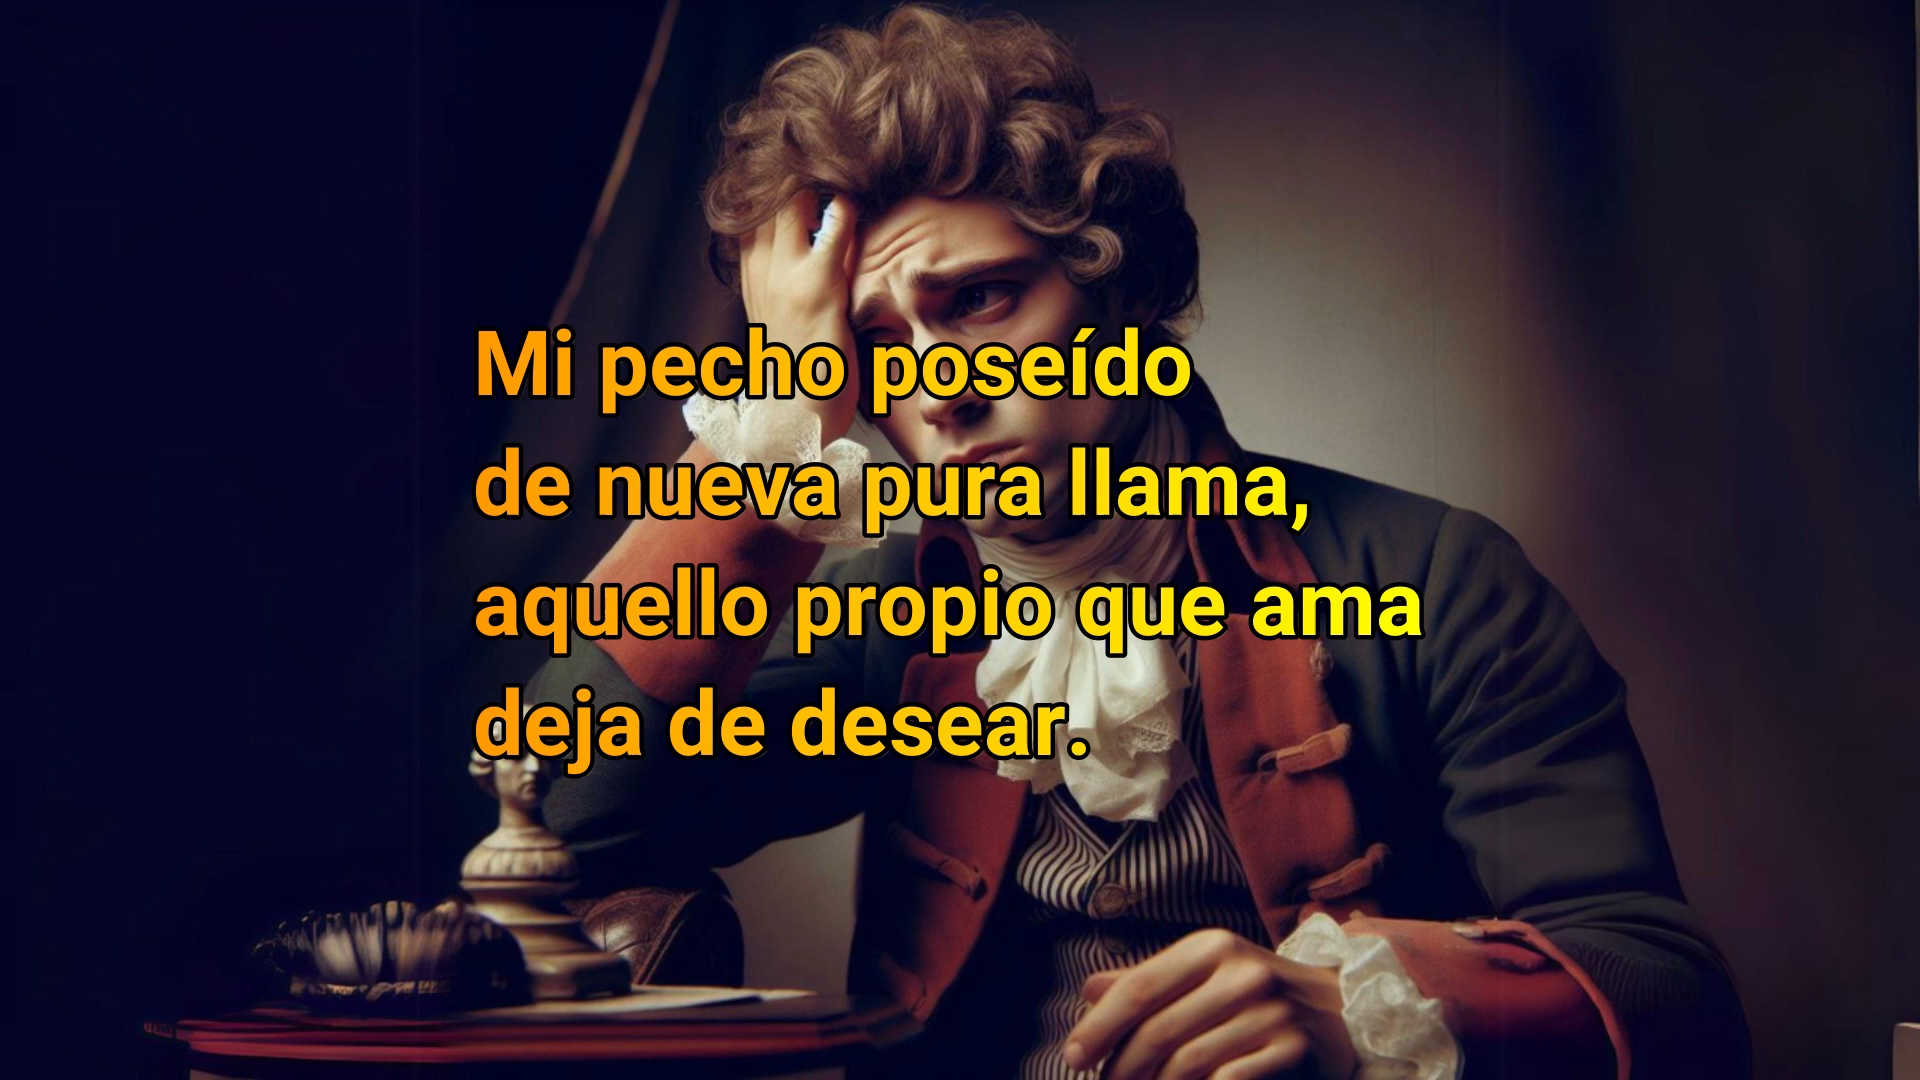 Mi pecho poseído
de nueva pura llama,
aquello propio que ama
deja de desear.